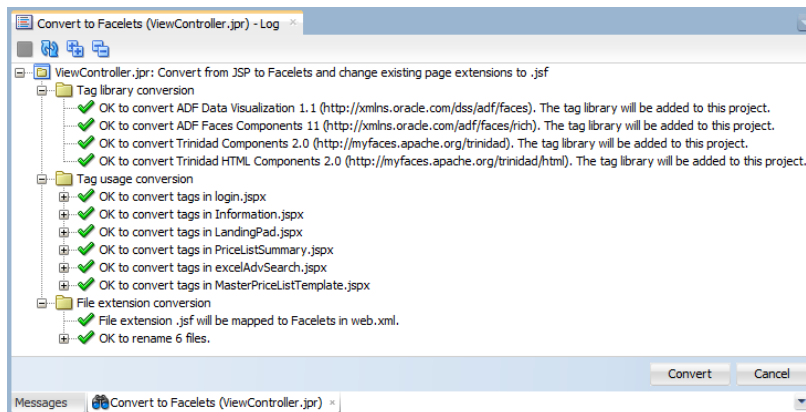 Convert to Facelets (ViewController.jpr) - Log
ViewController.jpr: Convert from JSP to Facelets and change existing page extensions to .jsf
Tag library conversion
OK to convert ADF Data Visualization 1.1 (http://xmlns.oracle.com/dss/adf/faces). The tag library will be added to this project.
OK to convert ADF Faces Components 11 (http://xmlns.oracle.com/adf/faces/rich). The tag library will be added to this project.
OK to convert Trinidad Components 2.0 (http://myfaces.apache.org/trinidad). The tag library will be added to this project.
OK to convert Trinidad HTML Components 2.0 (http://myfaces.apache.org/trinidad/html). The tag library will be added to this project.
Tag usage conversion
OK to convert tags in login.jspx
OK to convert tags in Information.jspx
OK to convert tags in LandingPad.jspx
OK to convert tags in PriceListSummary.jspx
OK to convert tags in excelAdvSearch.jspx
OK to convert tags in MasterPriceListTemplate.jspx
File extension conversion
File extension .jsf will be mapped to Facelets in web.xml.
OK to rename 6 files.
Convert Cancel
Messages Convert to Facelets (ViewController.jpr)